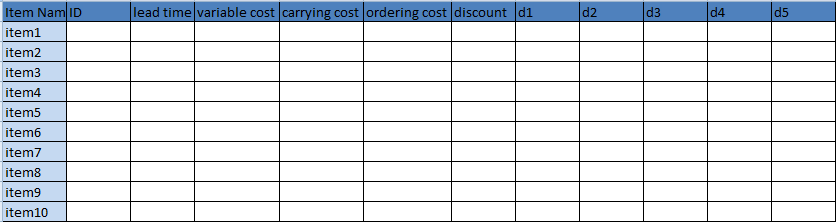 Item Nam ID lead time variable cost carrying cost ordering cost discount d1 d2 d3 d4 d5
item1
item2
item3
item4
item5
item6
item7
item8
item9
item10